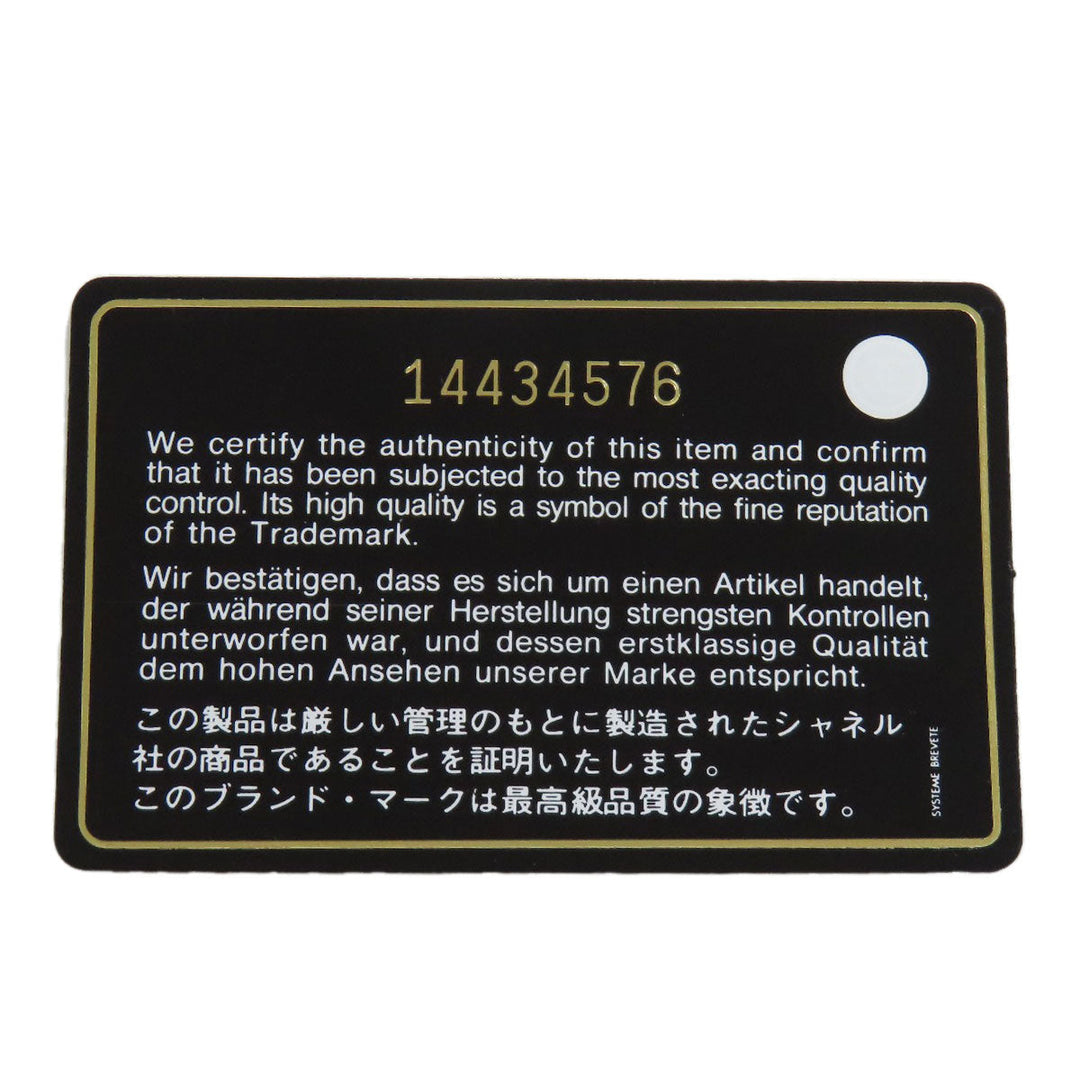 14434576
We certify the authenticity of this item and confirm
that it has been subjected to the most exacting quality
control. Its high quality is a symbol of the fine reputation
of the Trademark.
Wir bestätigen, dass es sich um einen Artikel handelt,
der während seiner Herstellung strengsten Kontrollen
unterworfen war, und dessen erstklassige Qualität
dem hohen Ansehen unserer Marke entspricht.
この製品は厳しい管理のもとに製造されたシャネル
社の商品であることを証明いたします。
このブランド・マークは最高級品質の象徴です。
SYSTEME BREVETE